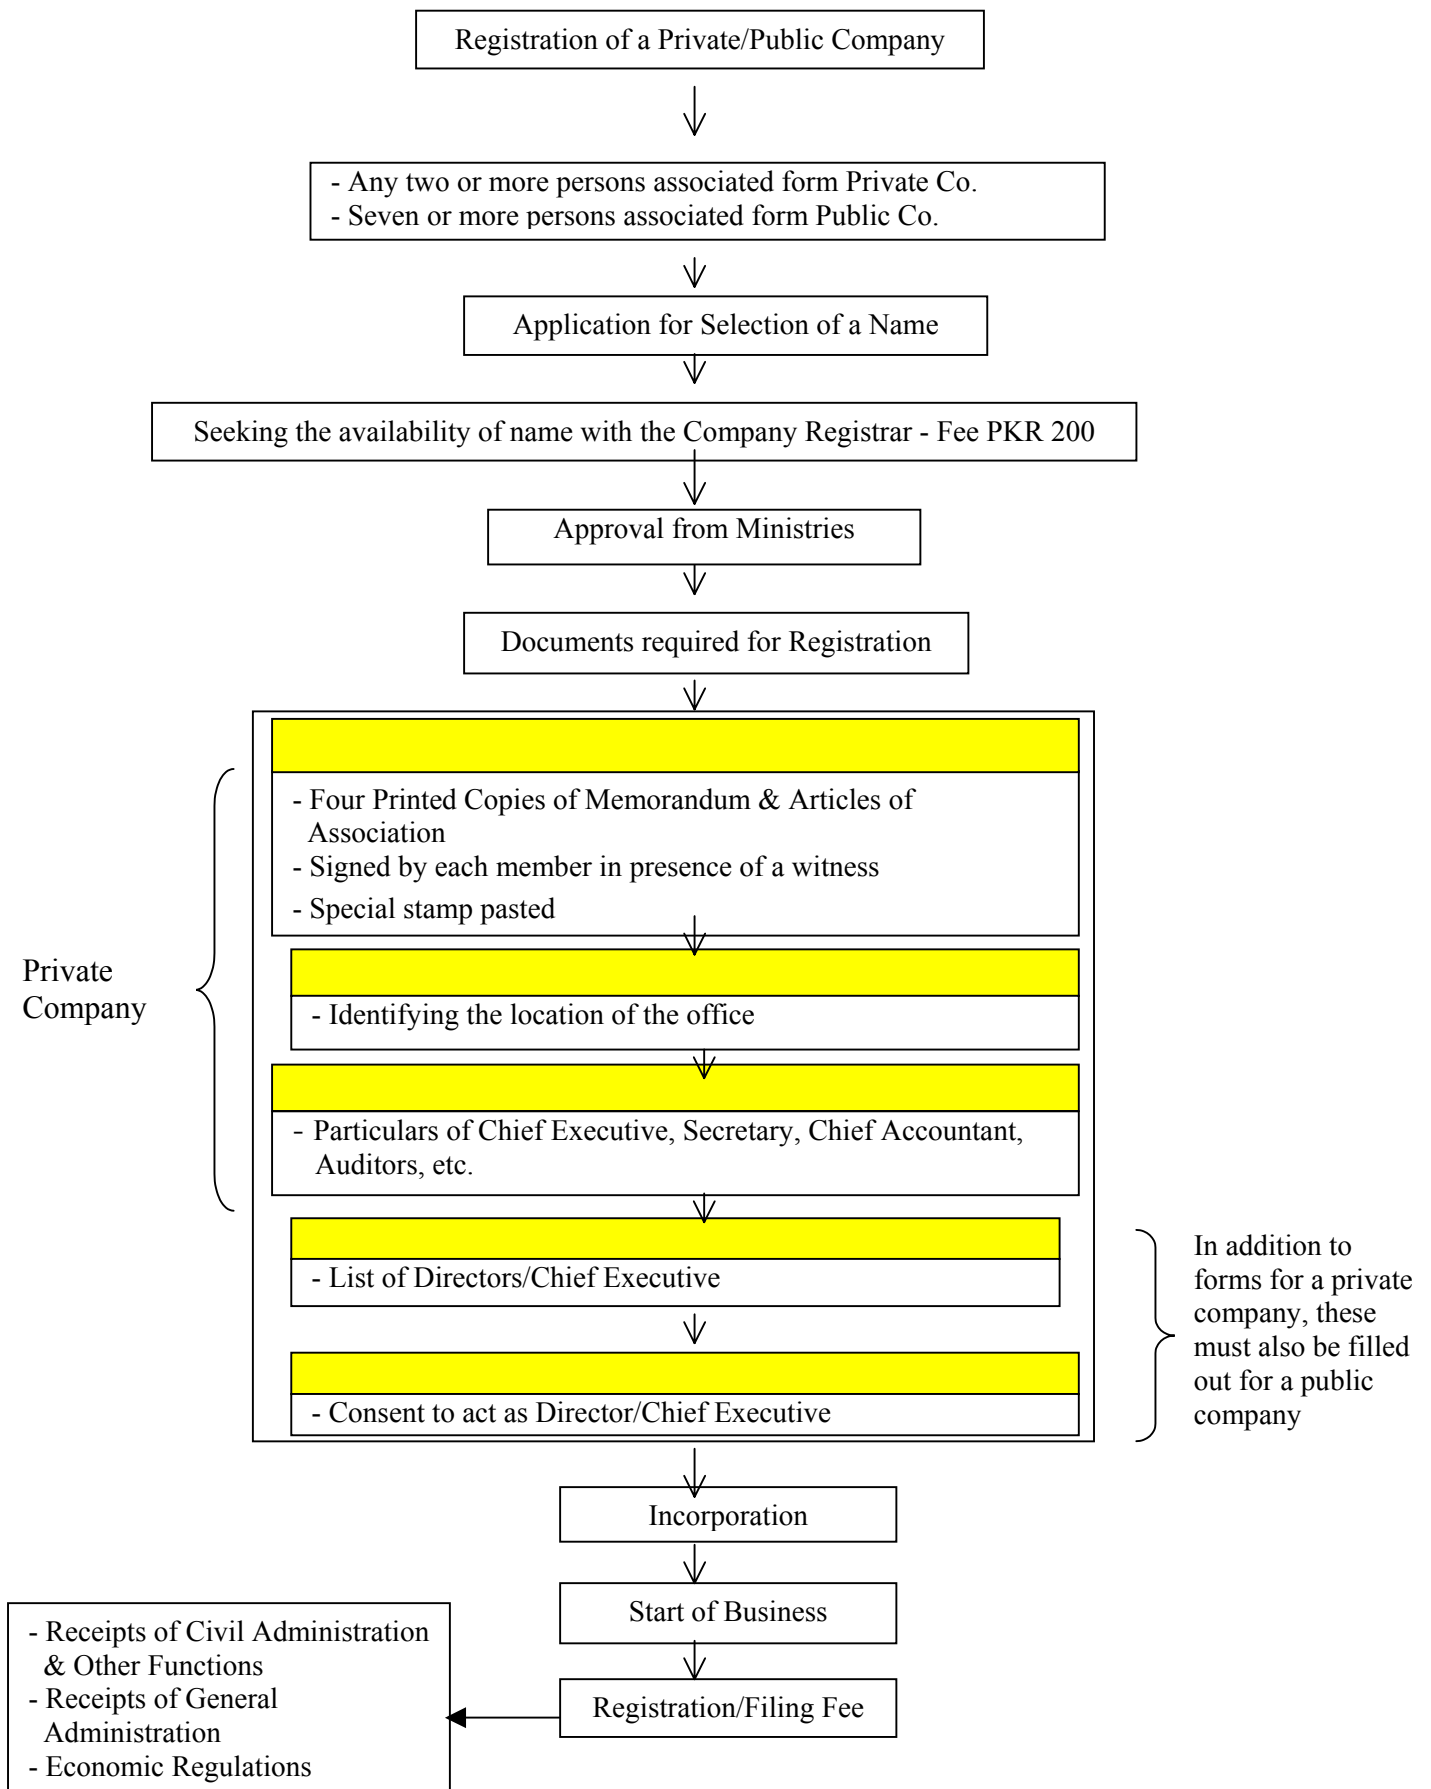 Registration of a Private/Public Company
- Any two or more persons associated form Private Co.
- Seven or more persons associated form Public Co.
Application for Selection of a Name
Seeking the availability of name with the Company Registrar - Fee PKR 200
Approval from Ministries
Documents required for Registration
- Four Printed Copies of Memorandum & Articles of
Association
- Signed by each member in presence of a witness
- Special stamp pasted
Private
Company
- Identifying the location of the office
- Particulars of Chief Executive, Secretary, Chief Accountant,
Auditors, etc.
- List of Directors/Chief Executive
- Consent to act as Director/Chief Executive
In addition to
forms for a private
company, these
must also be filled
out for a public
company
Incorporation
Start of Business
Registration/Filing Fee
- Receipts of Civil Administration
& Other Functions
- Receipts of General
Administration
- Economic Regulations